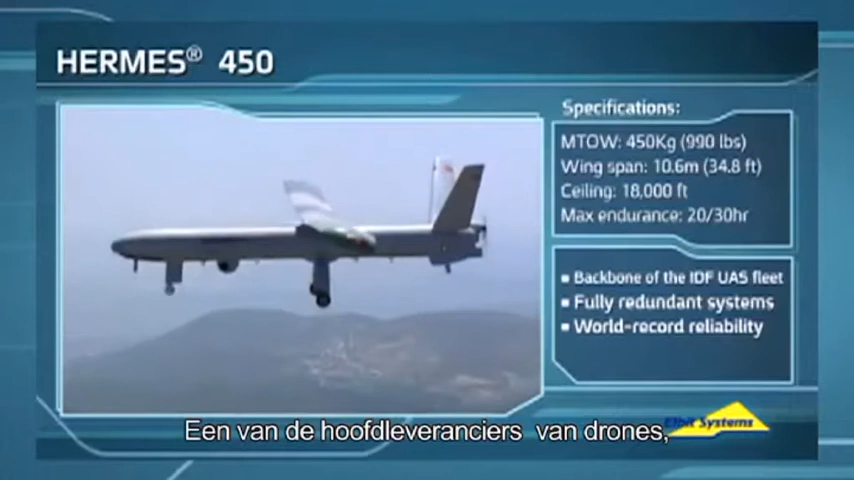 HERMES® 450
Specifications:
MTOW: 450Kg (990 lbs)
Wing span: 10.6m (34.8 ft)
Ceiling: 18,000 ft
Max endurance: 20/30hr
▪ Backbone of the IDF UAS fleet
▪ Fully redundant systems
▪ World-record reliability
Elbit Systems
Een van de hoofdleveranciers van drones,